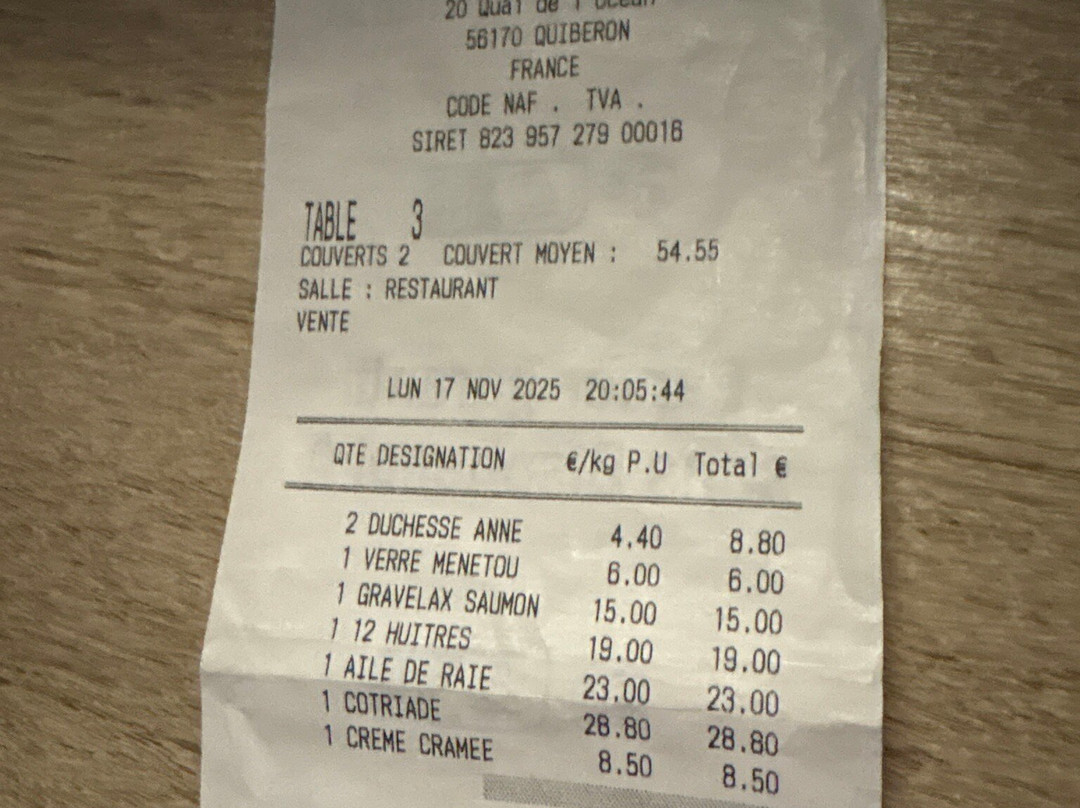 20 Quai de l'Océan
56170 QUIBERON
FRANCE
CODE NAF . TVA .
SIRET 823 957 279 00016
TABLE 3
COUVERTS 2 COUVERT MOYEN : 54.55
SALLE : RESTAURANT
VENTE
LUN 17 NOV 2025 20:05:44
QTE DESIGNATION €/kg P.U Total €
2 DUCHESSE ANNE 4.40 8.80
1 VERRE MENETOU 6.00 6.00
1 GRAVELAX SAUMON 15.00 15.00
1 12 HUITRES 19.00 19.00
1 AILE DE RAIE 23.00 23.00
1 COTRIADE 28.80 28.80
1 CREME CRAMEE 8.50 8.50